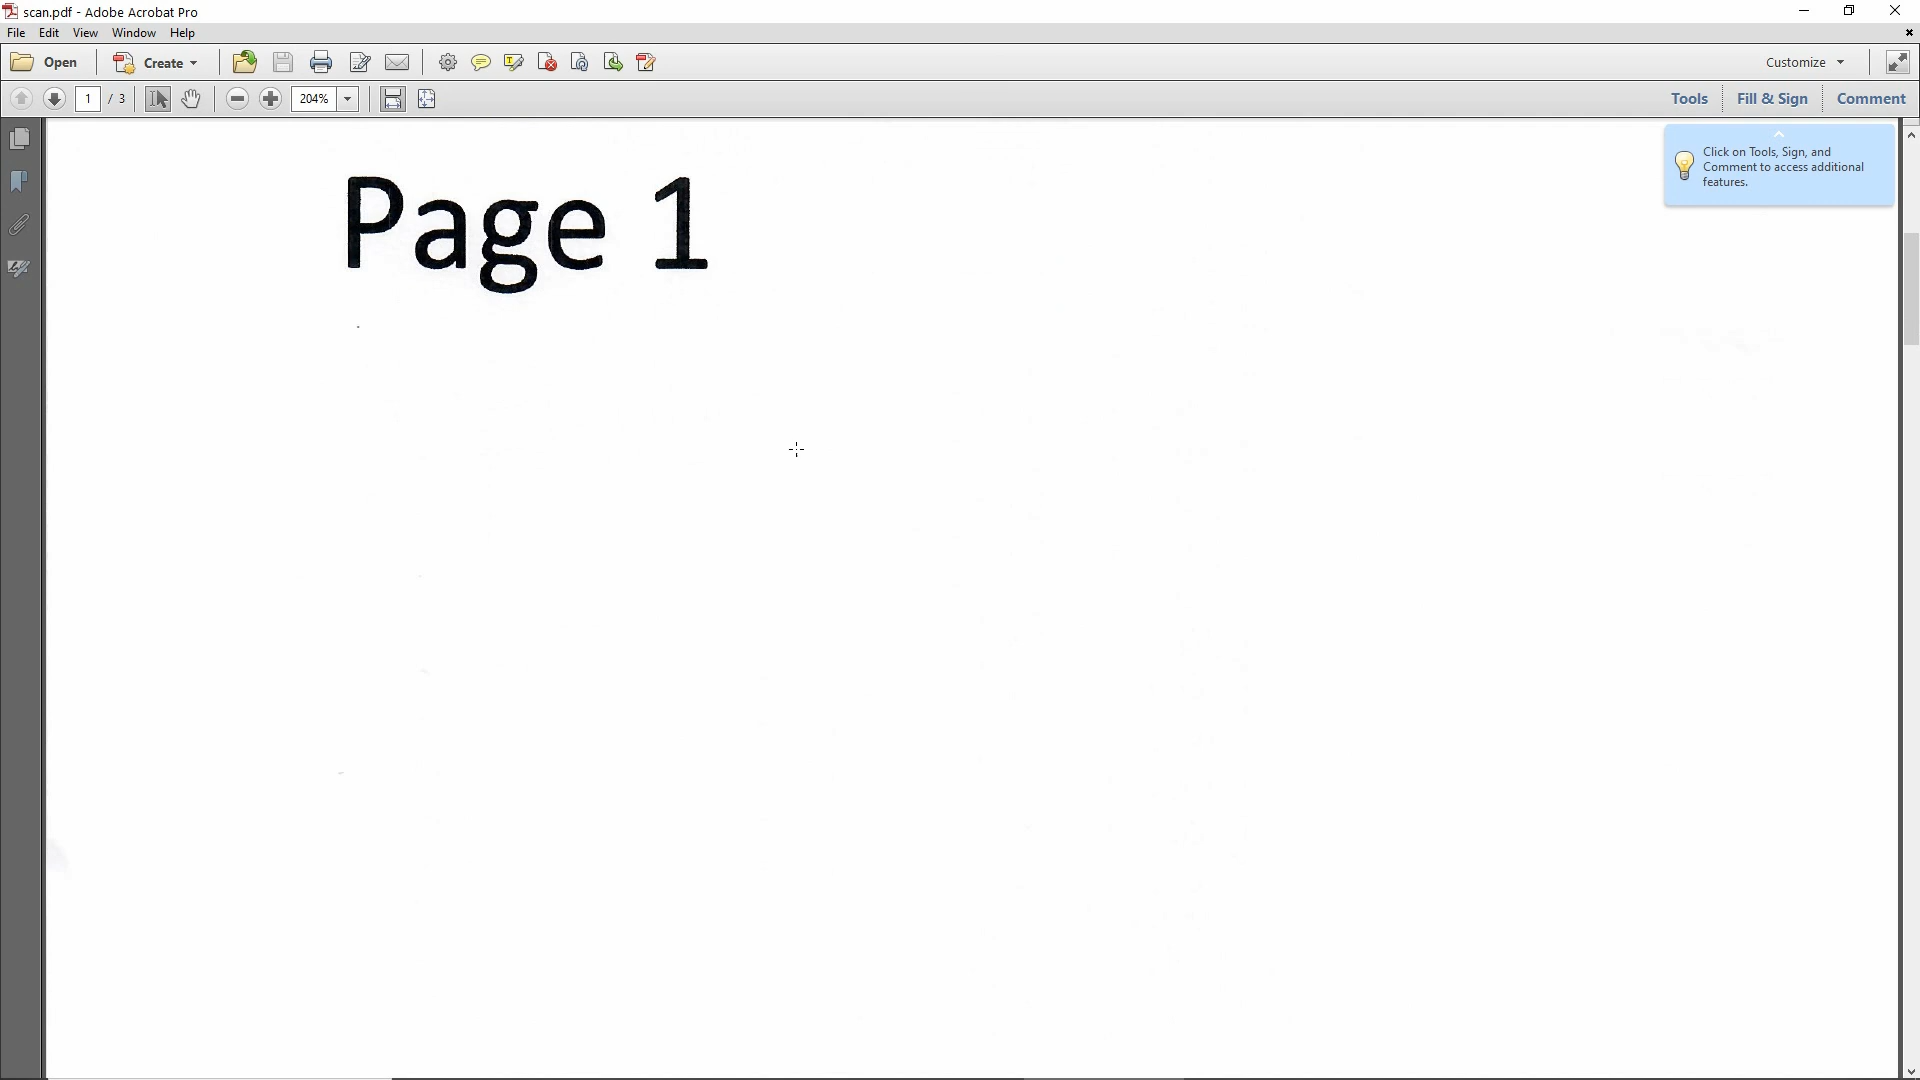 scan.pdf - Adobe Acrobat Pro
File Edit View Window Help
Open Create Customize
1 / 3 204% Tools Fill & Sign Comment
Click on Tools, Sign, and
Comment to access additional
features.
Page 1